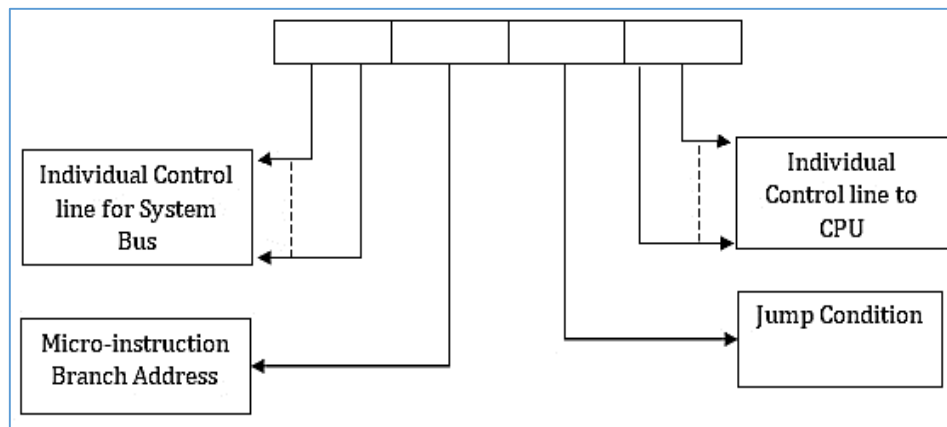 Individual Control
line for System
Bus
Individual
Control line to
CPU
Micro-instruction
Branch Address
Jump Condition